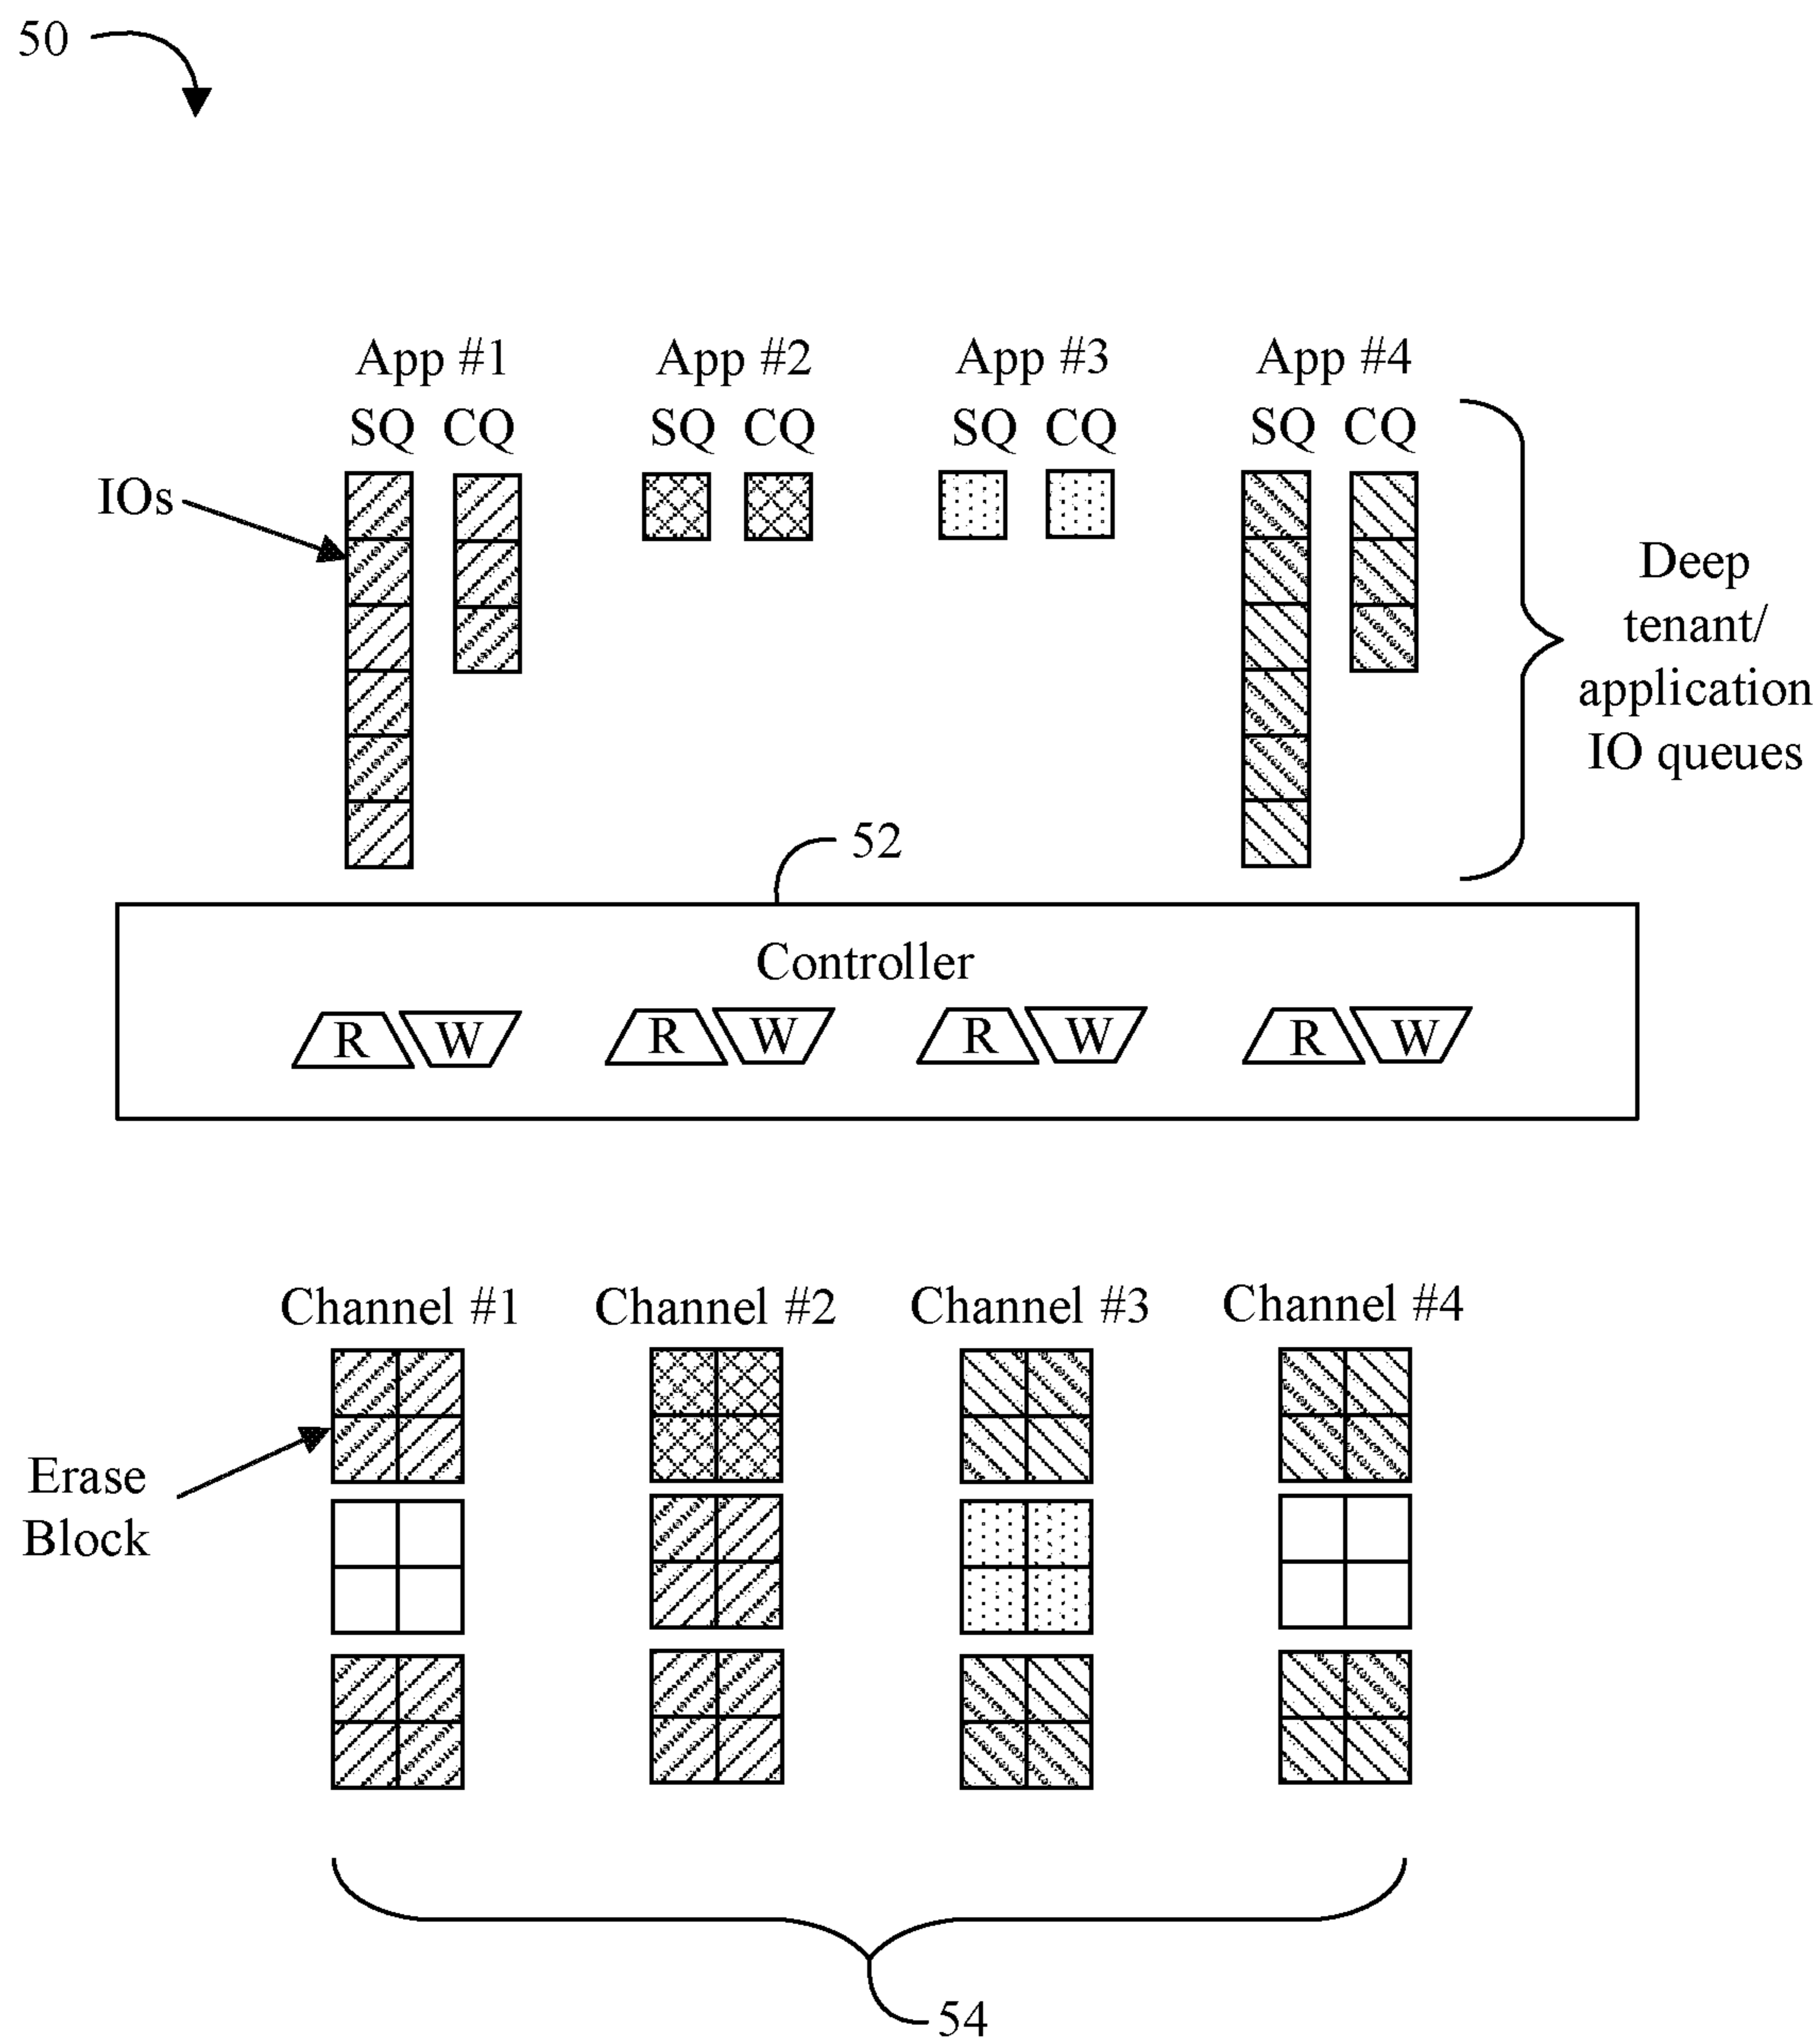 50
App #1 App #2 App #3 App #4
SQ CQ SQ CQ SQ CQ SQ CQ
IOs
Deep
tenant/
application
IO queues
52
Controller
R W R W R W R W
Channel #1 Channel #2 Channel #3 Channel #4
Erase
Block
54